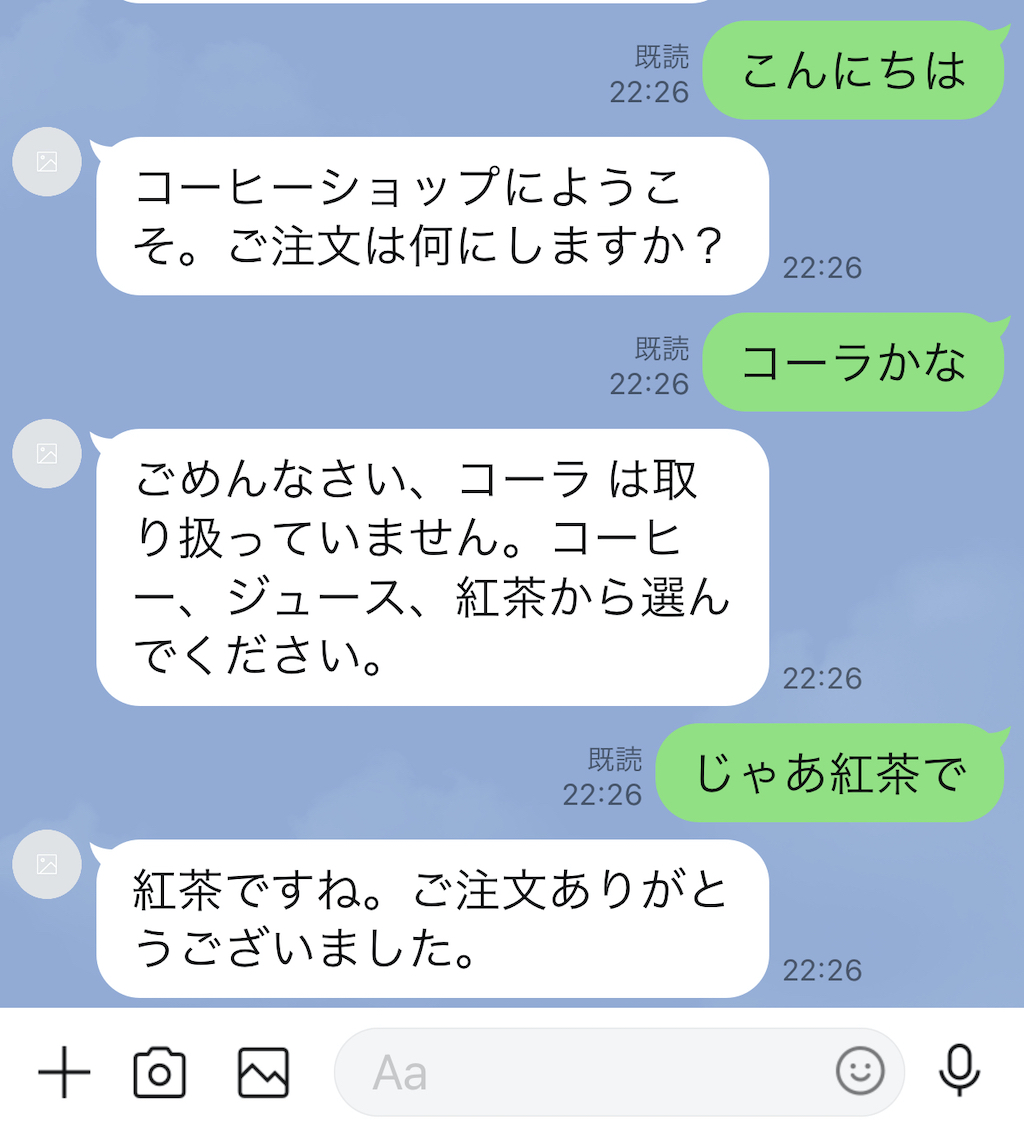 既読
22:26
こんにちは
コーヒーショップにようこ
そ。ご注文は何にしますか？
22:26
既読
22:26
コーラかな
ごめんなさい、コーラ は取
り扱っていません。コーヒ
ー、ジュース、紅茶から選ん
でください。
22:26
既読
22:26
じゃあ紅茶で
紅茶ですね。ご注文ありがと
うございました。
22:26
Aa